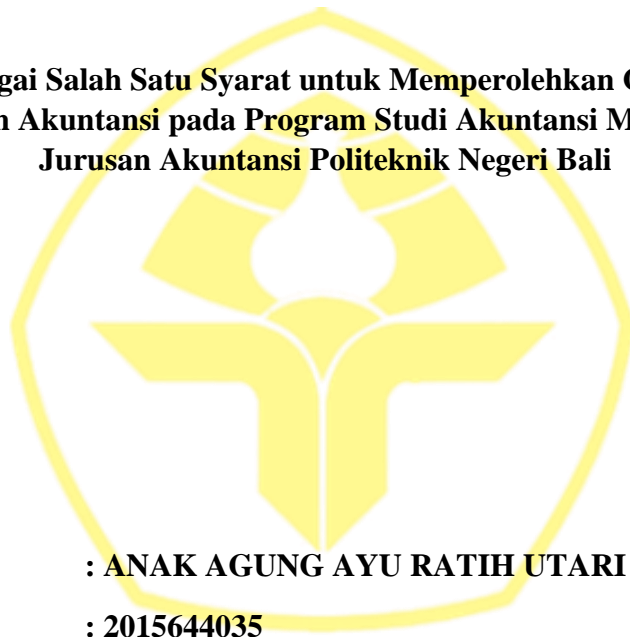 gai Salah Satu Syarat untuk Memperolehkan
Akuntansi pada Program Studi Akuntansi M
Jurusan Akuntansi Politeknik Negeri Bali
: ANAK AGUNG AYU RATIH UTARI
: 2015644035